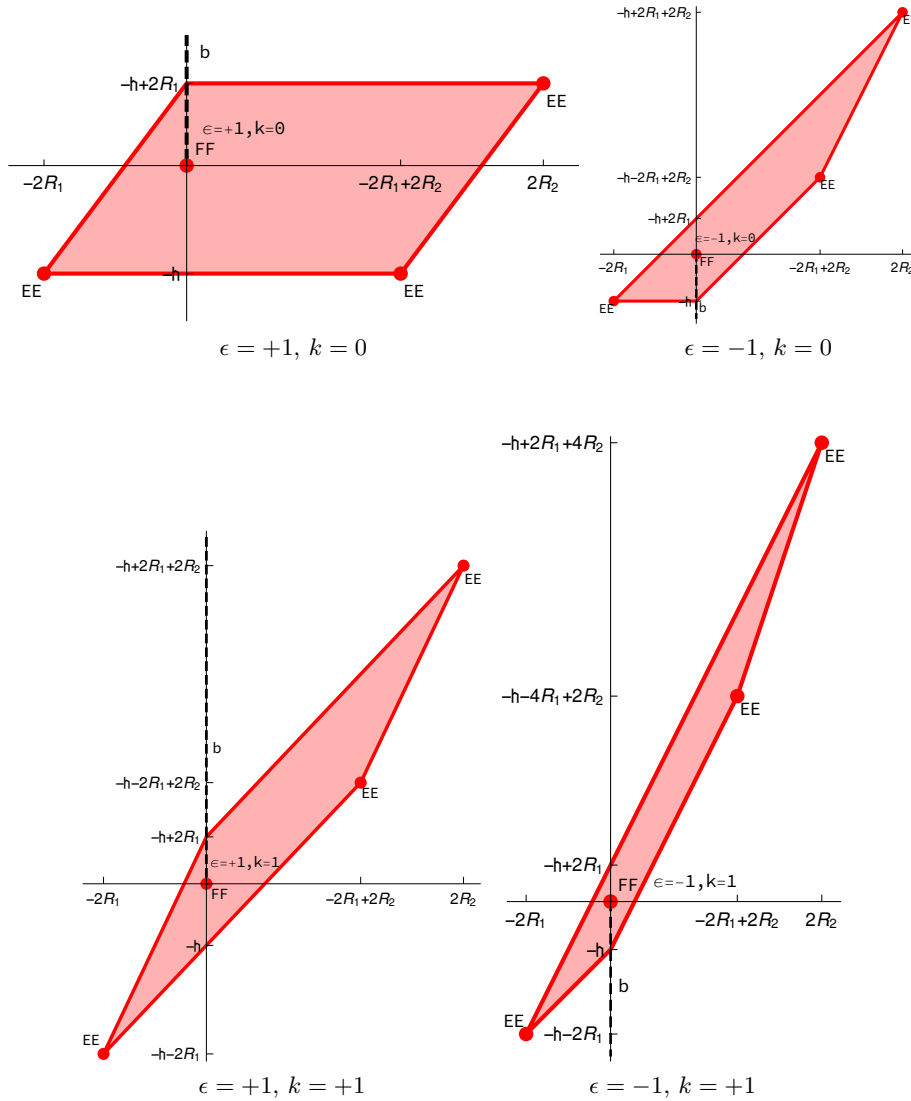 b
−h+2R₁
EE
ϵ=+1,k=0
FF
−2R₁
−2R₁+2R₂
2R₂
−h
EE
EE
ϵ = +1, k = 0
−h+2R₁+2R₂
E
−h−2R₁+2R₂
EE
−h+2R₁
ϵ=−1,k=0
FF
−2R₁
−2R₁+2R₂
2R₂
EE
−h
b
ϵ = −1, k = 0
−h+2R₁+2R₂
EE
b
−h−2R₁+2R₂
EE
−h+2R₁
ϵ=+1,k=1
FF
−2R₁
−2R₁+2R₂
2R₂
−h
EE
−h−2R₁
ϵ = +1, k = +1
−h+2R₁+4R₂
EE
−h−4R₁+2R₂
EE
−h+2R₁
FF
ϵ=−1,k=1
−2R₁
−2R₁+2R₂
2R₂
−h
b
EE
−h−2R₁
ϵ = −1, k = +1